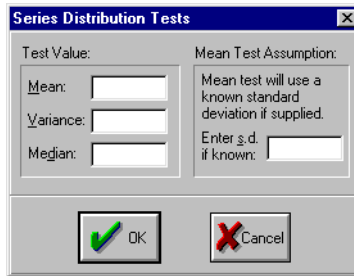 Series Distribution Tests
Test Value:
Mean:
Variance:
Median:
Mean Test Assumption:
Mean test will use a
known standard
deviation if supplied.
Enter s.d.
if known:
OK
Cancel